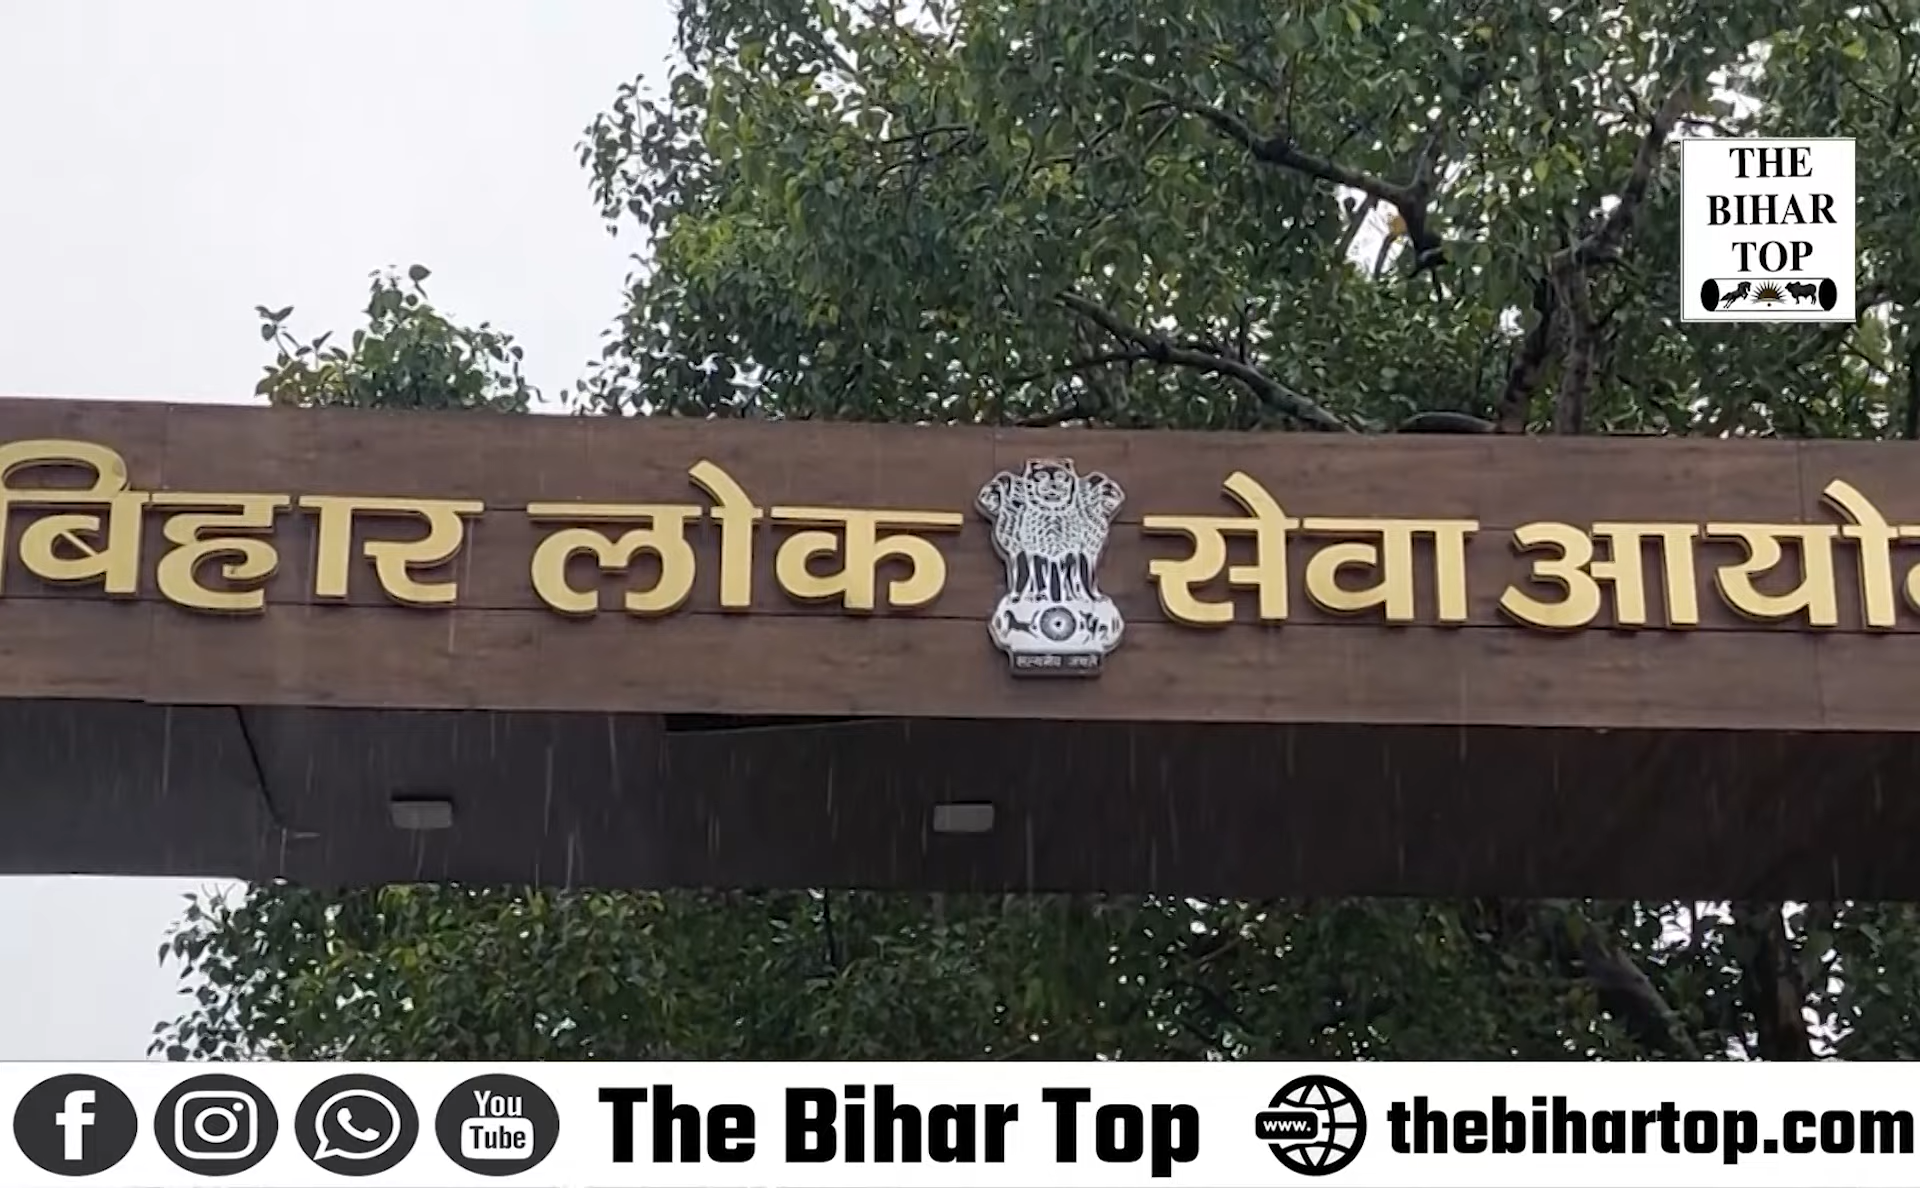 THE
BIHAR
TOP
बिहार लोक सेवा आयो
सत्यमेव जयते
You
Tube
The Bihar Top
www.
thebihartop.com